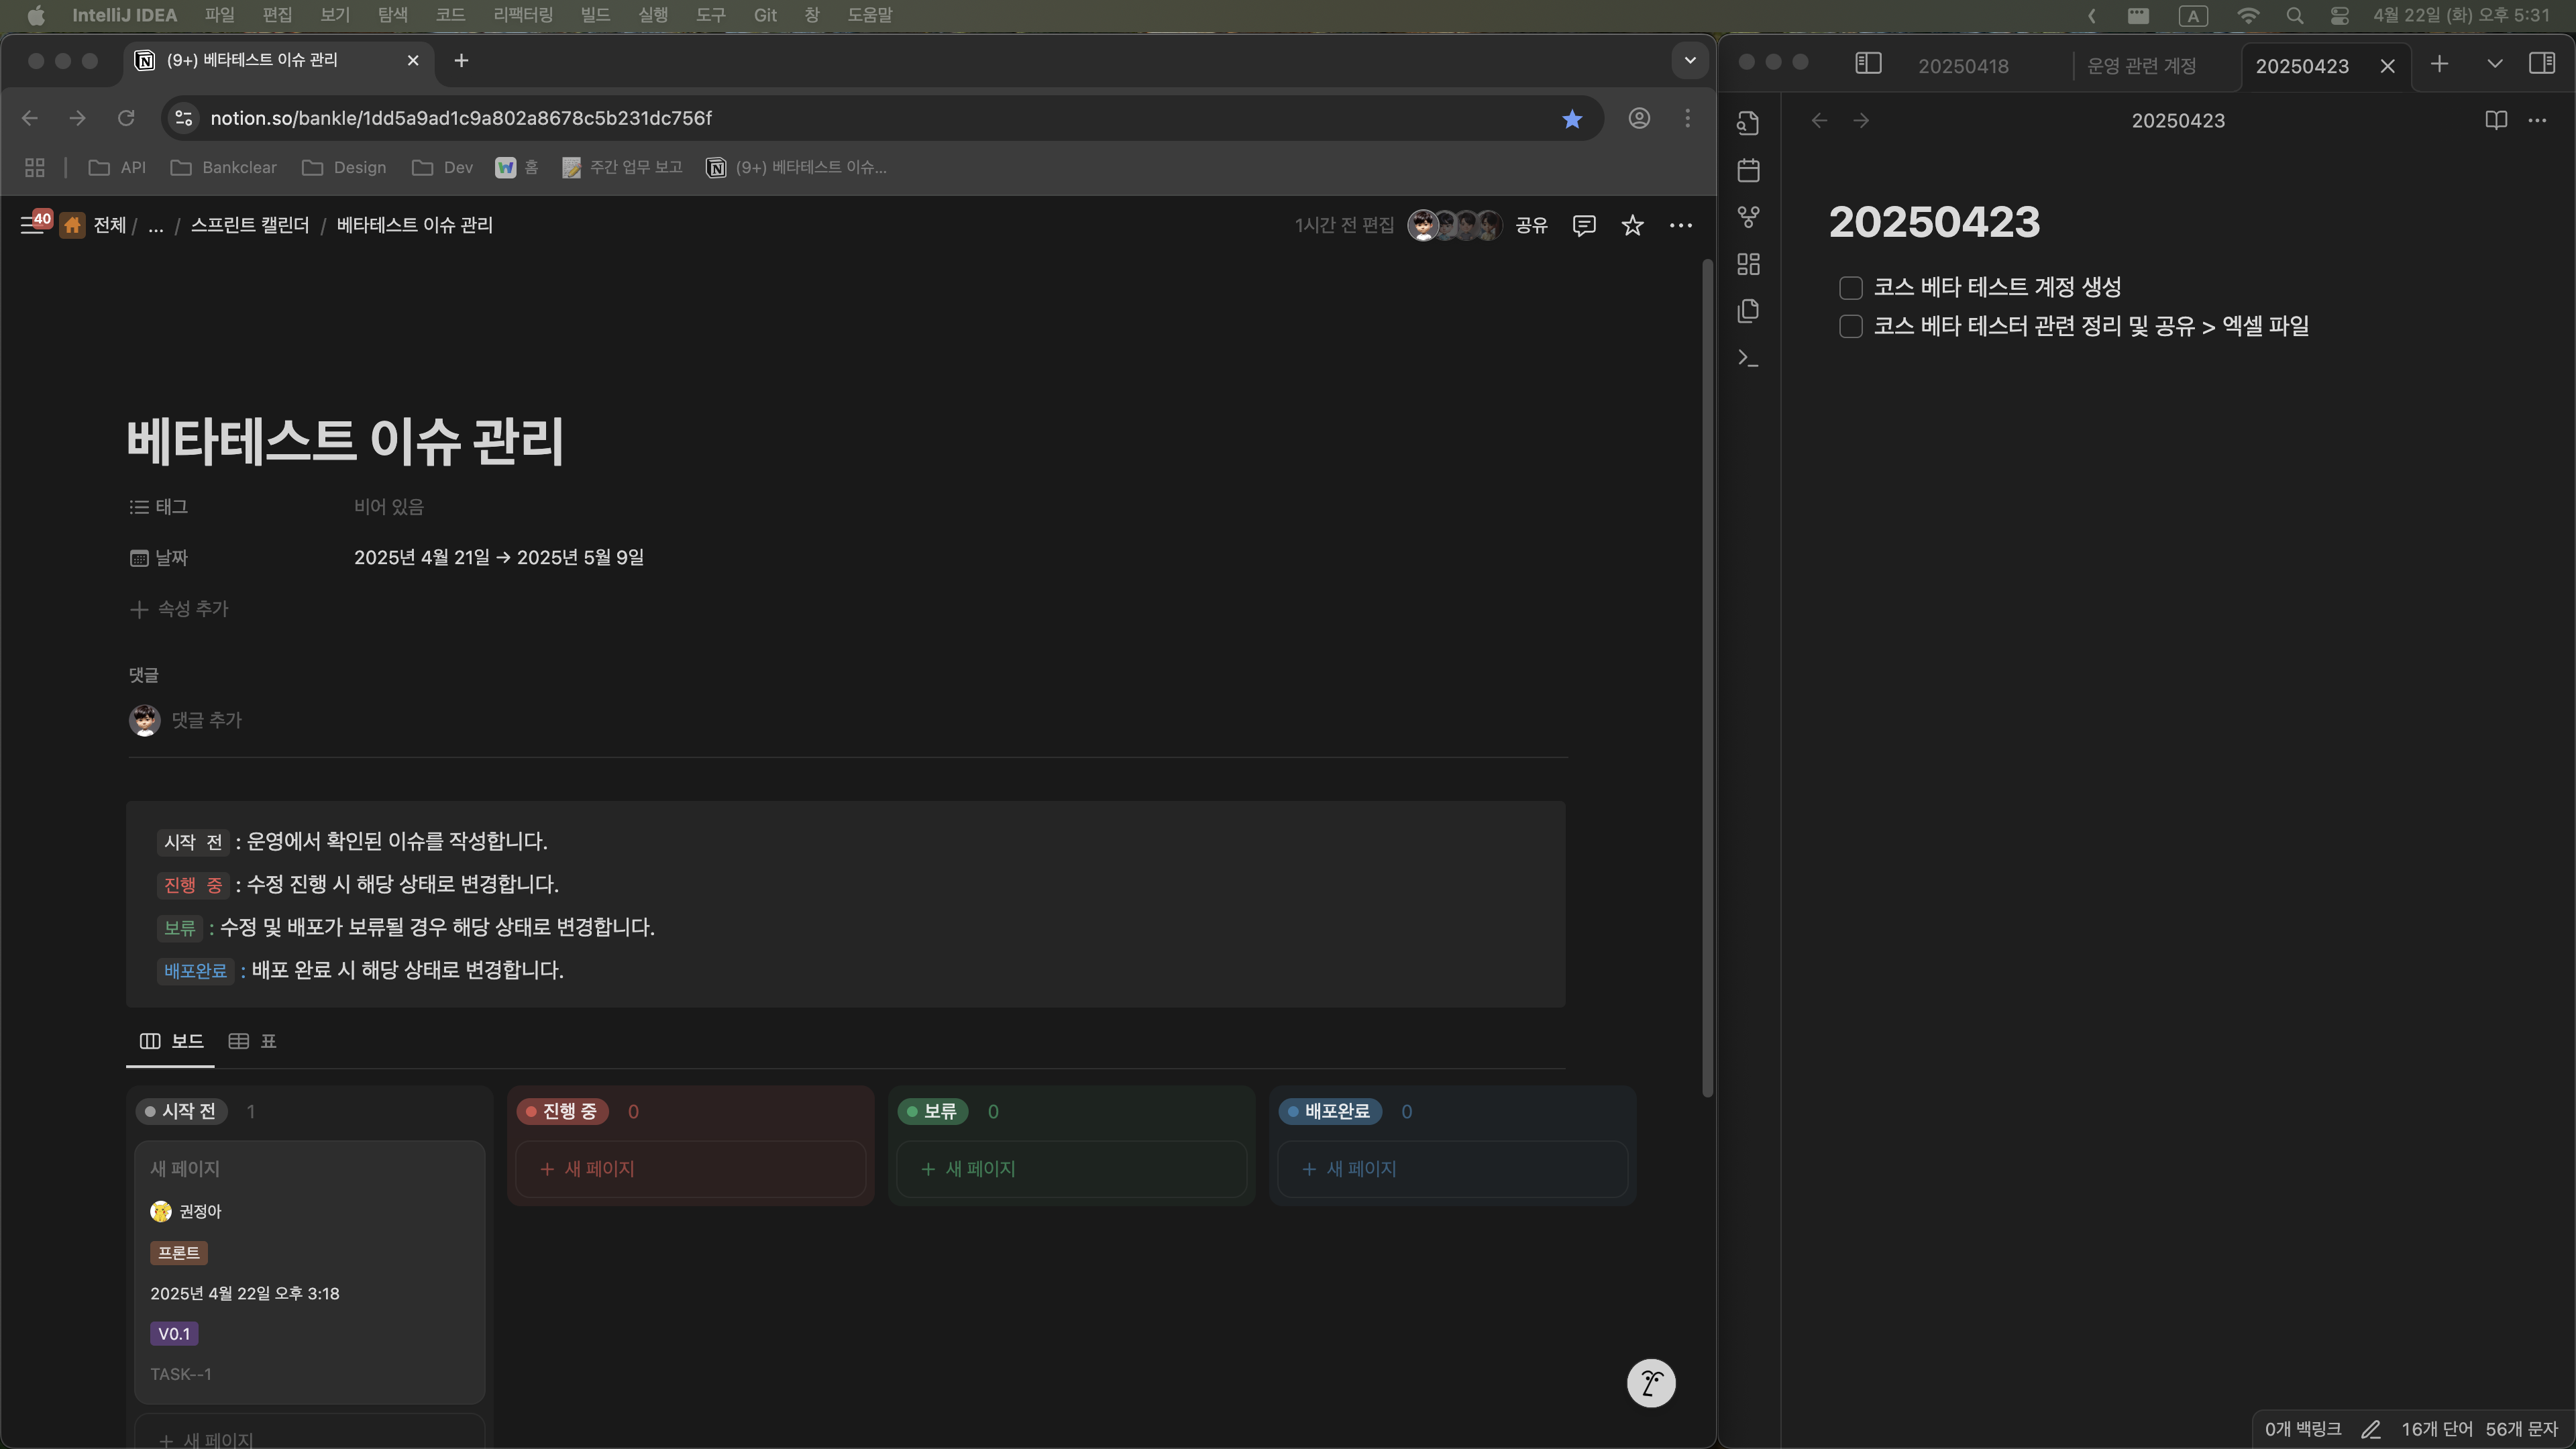 IntelliJ IDEA 파일 편집 보기 탐색 코드 리팩터링 빌드 실행 도구 Git 창 도움말 A 4월 22일 (화) 오후 5:31
(9+) 베타테스트 이슈 관리
notion.so/bankle/1dd5a9ad1c9a802a8678c5b231dc756f
API Bankclear Design Dev 홈 주간 업무 보고 (9+) 베타테스트 이슈...
40 전체 / ... / 스프린트 캘린더 / 베타테스트 이슈 관리 1시간 전 편집 공유
베타테스트 이슈 관리
태그 비어 있음
날짜 2025년 4월 21일 → 2025년 5월 9일
+ 속성 추가
댓글
댓글 추가
시작 전 : 운영에서 확인된 이슈를 작성합니다.
진행 중 : 수정 진행 시 해당 상태로 변경합니다.
보류 : 수정 및 배포가 보류될 경우 해당 상태로 변경합니다.
배포완료 : 배포 완료 시 해당 상태로 변경합니다.
보드 표
시작 전 1
새 페이지
권정아
프론트
2025년 4월 22일 오후 3:18
V0.1
TASK--1
+ 새 페이지
진행 중 0
+ 새 페이지
보류 0
+ 새 페이지
배포완료 0
+ 새 페이지
20250418 운영 관련 계정 20250423
20250423
20250423
코스 베타 테스트 계정 생성
코스 베타 테스터 관련 정리 및 공유 > 엑셀 파일
0개 백링크 16개 단어 56개 문자